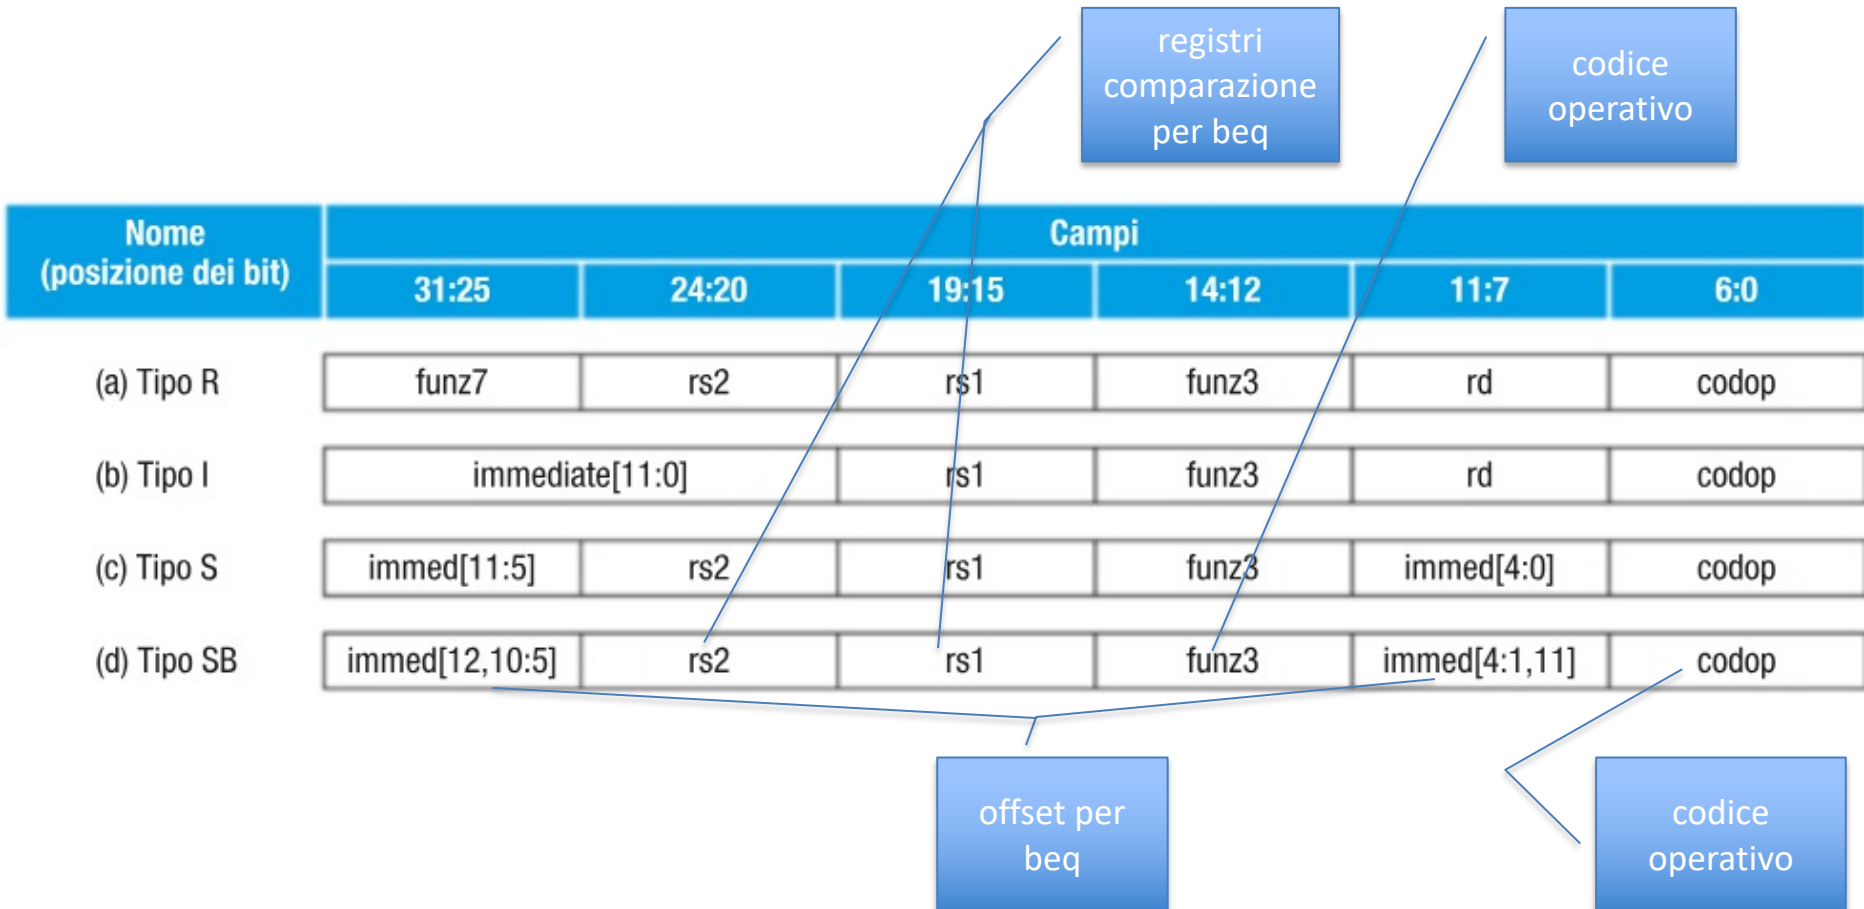 registri
comparazione
per beq
codice
operativo
Nome
(posizione dei bit)
Campi
31:25 24:20 19:15 14:12 11:7 6:0
(a) Tipo R funz7 rs2 rs1 funz3 rd codop
(b) Tipo I immediate[11:0] rs1 funz3 rd codop
(c) Tipo S immed[11:5] rs2 rs1 funz3 immed[4:0] codop
(d) Tipo SB immed[12,10:5] rs2 rs1 funz3 immed[4:1,11] codop
offset per
beq
codice
operativo